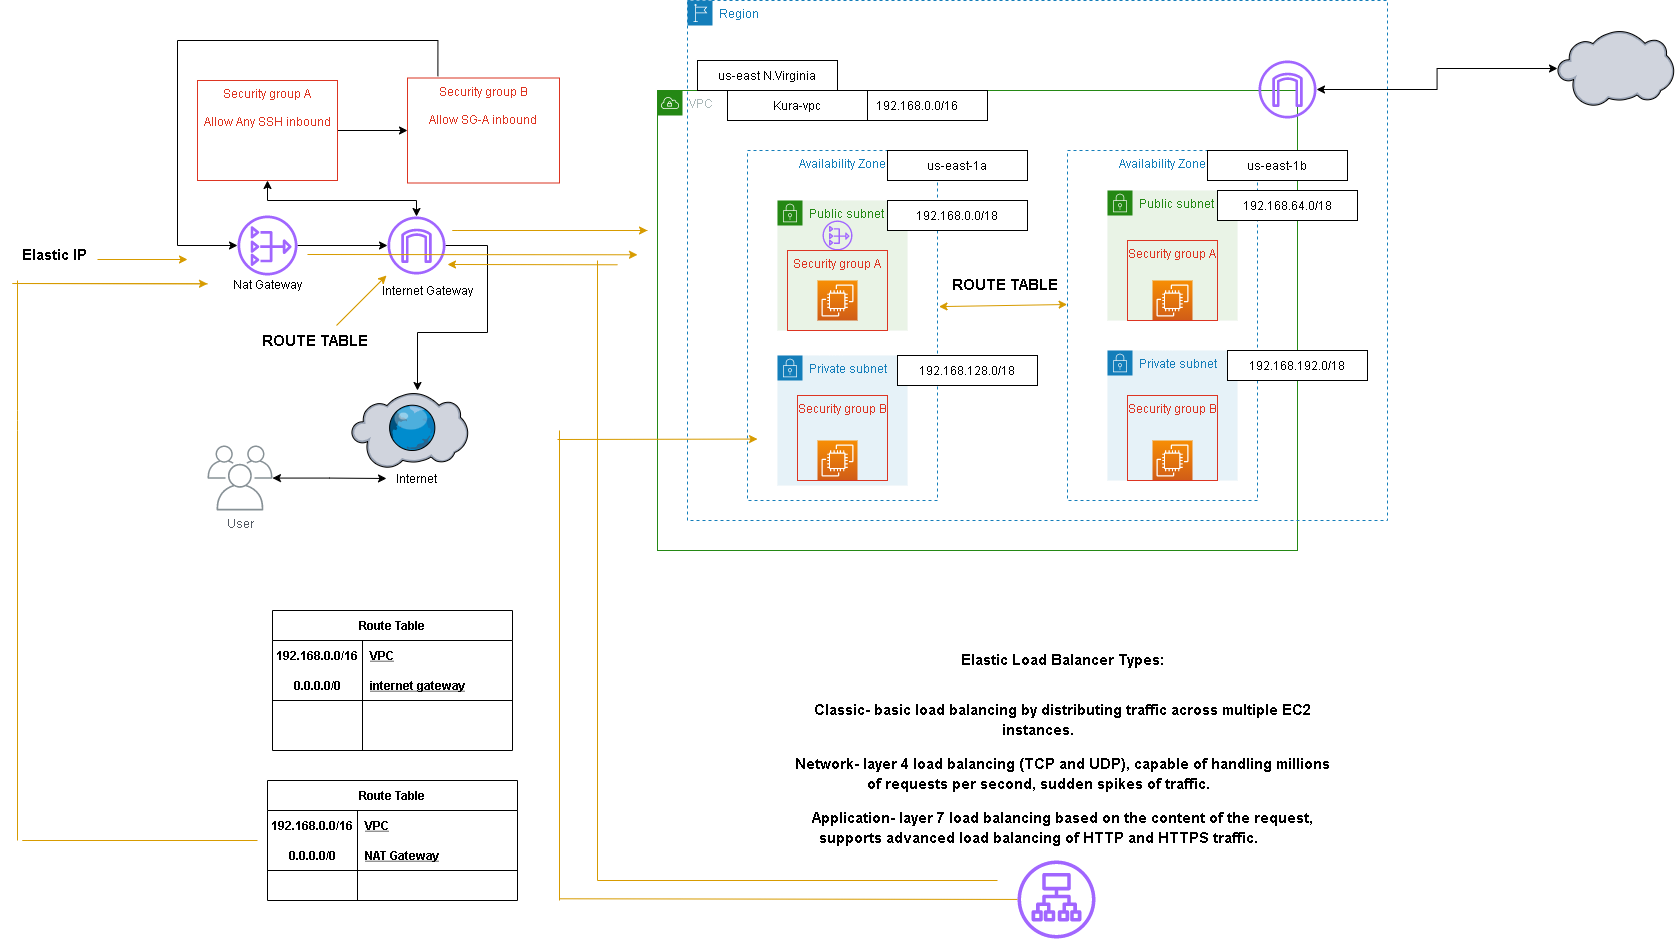 Region
us-east N.Virginia
VPC
Kura-vpc
192.168.0.0/16
Security group A
Allow Any SSH inbound
Security group B
Allow SG-A inbound
Elastic IP
Nat Gateway
Internet Gateway
ROUTE TABLE
Internet
User
Availability Zone
us-east-1a
Public subnet
192.168.0.0/18
Security group A
Private subnet
192.168.128.0/18
Security group B
ROUTE TABLE
Availability Zone
us-east-1b
Public subnet
192.168.64.0/18
Security group A
Private subnet
192.168.192.0/18
Security group B
Route Table
192.168.0.0/16 VPC
0.0.0.0/0 internet gateway
Route Table
192.168.0.0/16 VPC
0.0.0.0/0 NAT Gateway
Elastic Load Balancer Types:
Classic- basic load balancing by distributing traffic across multiple EC2
instances.
Network- layer 4 load balancing (TCP and UDP), capable of handling millions
of requests per second, sudden spikes of traffic.
Application- layer 7 load balancing based on the content of the request,
supports advanced load balancing of HTTP and HTTPS traffic.